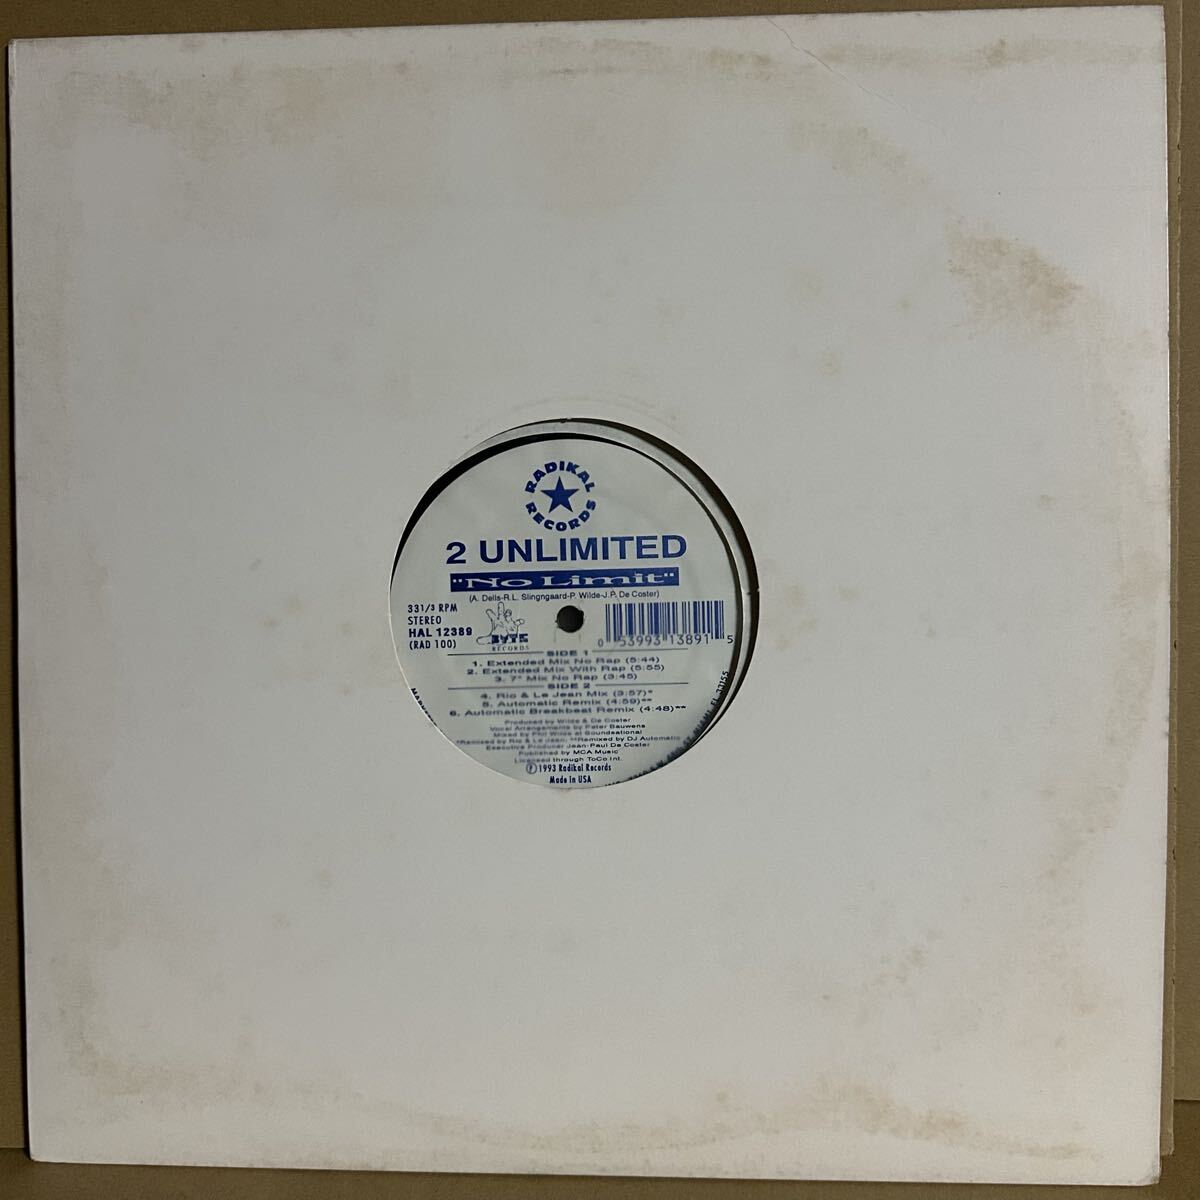 RADIKAL
RECORDS
2 UNLIMITED
"No Limit"
(A. Dells-R.L. Slingngaard-P. Wilde-J.P. De Coster)
331/3 RPM
STEREO
HAL 12389
(RAD 100)
BYTE
RECORDS
0 53993 13891 5
SIDE 1
1. Extended Mix No Rap (5:44)
2. Extended Mix With Rap (5:55)
3. 7" Mix No Rap (3:45)
SIDE 2
4. Rio & Le Jean Mix (3:57)*
5. Automatic Remix (4:59)**
6. Automatic Breakbeat Remix (4:48)**
Produced by Wilde & De Coster
Vocal Arrangements by Peter Bauwens
Mixed by Phil Wilde at Soundsational
*Remixed by Rio & Le Jean, **Remixed by DJ Automatic
Executive Producer Jean-Paul De Coster
Published by MCA Music
Licensed through ToCo Int.
Ⓟ 1993 Radikal Records
Made in USA
MIAMI, FL 33155